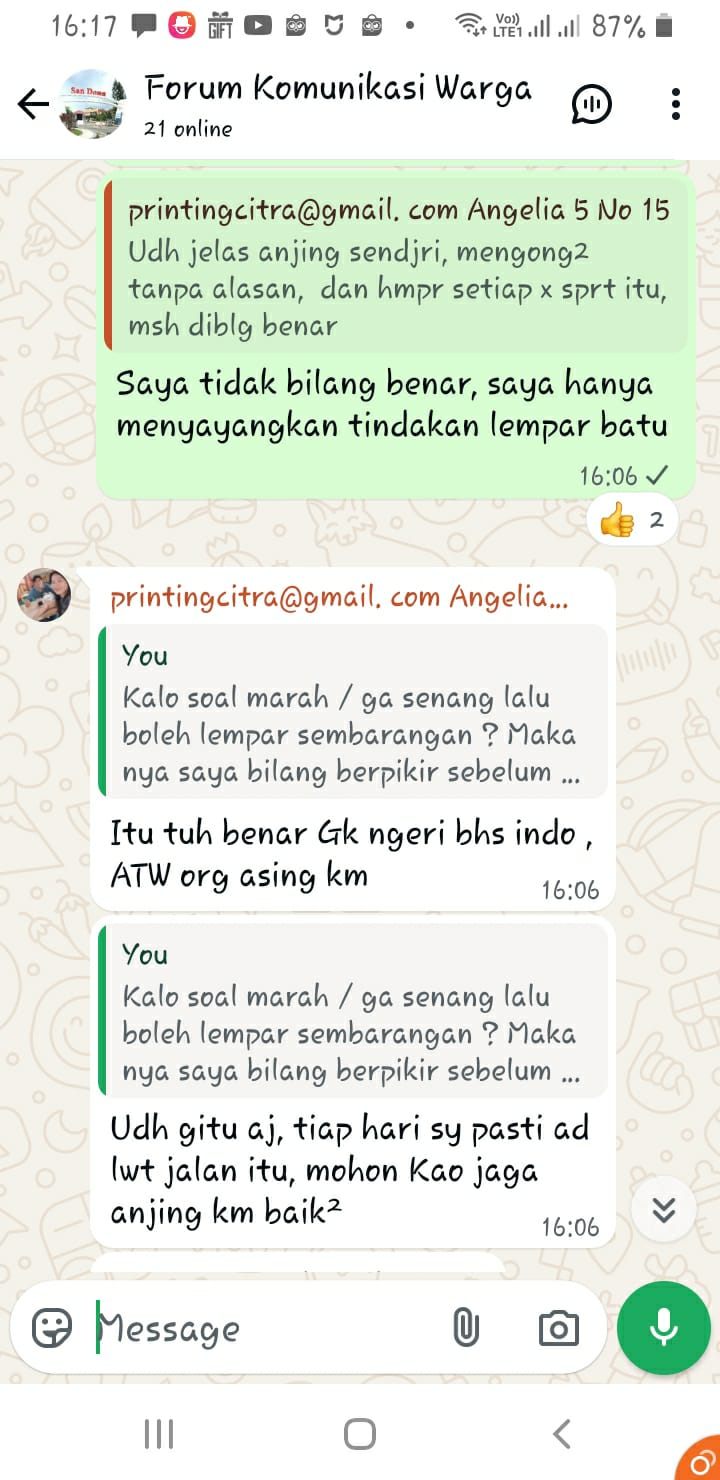 16:17
GIFT
Vo))
LTE1
87%
San Dona
Forum Komunikasi Warga
21 online
printingcitra@gmail. com Angelia 5 No 15
Udh jelas anjing sendjri, mengong2
tanpa alasan, dan hmpr setiap x sprt itu,
msh diblg benar
Saya tidak bilang benar, saya hanya
menyayangkan tindakan lempar batu
16:06
2
printingcitra@gmail. com Angelia...
You
Kalo soal marah / ga senang lalu
boleh lempar sembarangan ? Maka
nya saya bilang berpikir sebelum ...
Itu tuh benar Gk ngeri bhs indo ,
ATW org asing km
16:06
You
Kalo soal marah / ga senang lalu
boleh lempar sembarangan ? Maka
nya saya bilang berpikir sebelum ...
Udh gitu aj, tiap hari sy pasti ad
lwt jalan itu, mohon Kao jaga
anjing km baik²
16:06
Message